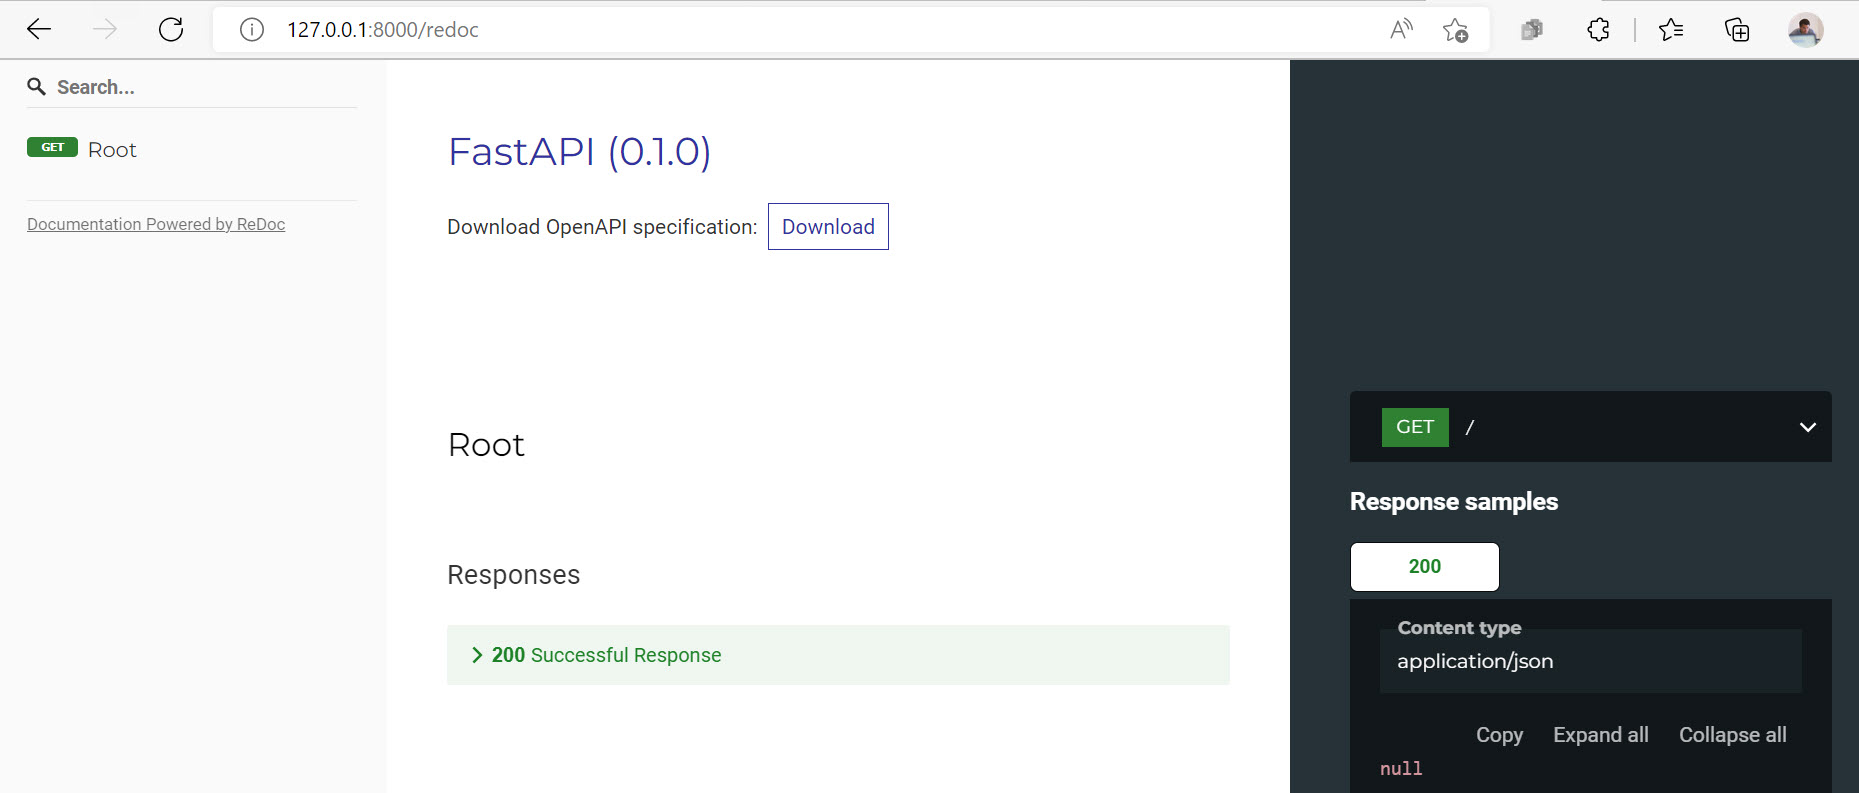 127.0.0.1:8000/redoc
Search...
GET Root
Documentation Powered by ReDoc
FastAPI (0.1.0)
Download OpenAPI specification: Download
Root
Responses
200 Successful Response
GET /
Response samples
200
Content type
application/json
Copy Expand all Collapse all
null